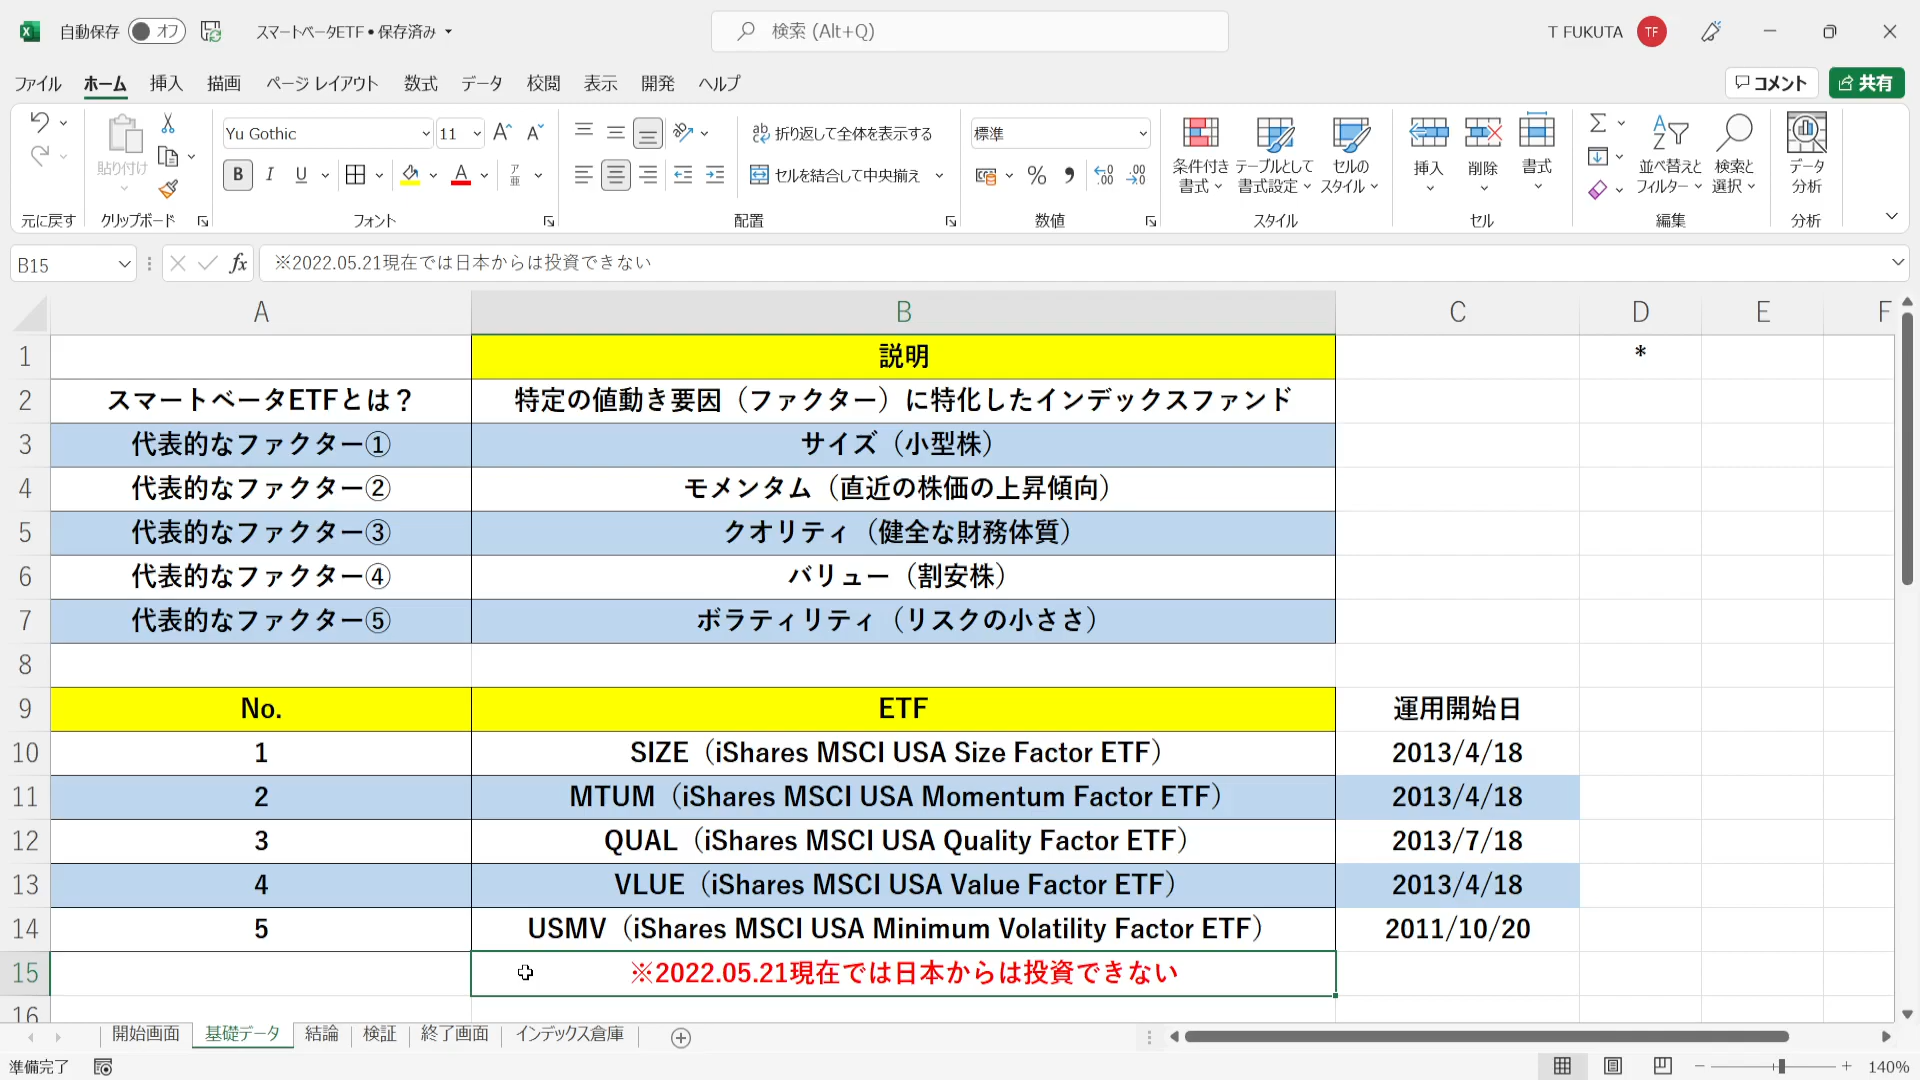 自動保存 オフ スマートベータETF • 保存済み 検索 (Alt+Q) T FUKUTA TF
ファイル ホーム 挿入 描画 ページ レイアウト 数式 データ 校閲 表示 開発 ヘルプ コメント 共有
貼り付け Yu Gothic 11 折り返して全体を表示する 標準
B I U セルを結合して中央揃え 条件付き書式 テーブルとして書式設定 セルのスタイル 挿入 削除 書式 並べ替えとフィルター 検索と選択 データ分析
元に戻す クリップボード フォント 配置 数値 スタイル セル 編集 分析
B15 fx ※2022.05.21現在では日本からは投資できない
A B C D E F
1 説明 *
2 スマートベータETFとは？ 特定の値動き要因（ファクター）に特化したインデックスファンド
3 代表的なファクター① サイズ（小型株）
4 代表的なファクター② モメンタム（直近の株価の上昇傾向）
5 代表的なファクター③ クオリティ（健全な財務体質）
6 代表的なファクター④ バリュー（割安株）
7 代表的なファクター⑤ ボラティリティ（リスクの小ささ）
8
9 No. ETF 運用開始日
10 1 SIZE（iShares MSCI USA Size Factor ETF） 2013/4/18
11 2 MTUM（iShares MSCI USA Momentum Factor ETF） 2013/4/18
12 3 QUAL（iShares MSCI USA Quality Factor ETF） 2013/7/18
13 4 VLUE（iShares MSCI USA Value Factor ETF） 2013/4/18
14 5 USMV（iShares MSCI USA Minimum Volatility Factor ETF） 2011/10/20
15 ※2022.05.21現在では日本からは投資できない
16
開始画面 基礎データ 結論 検証 終了画面 インデックス倉庫
準備完了 140%